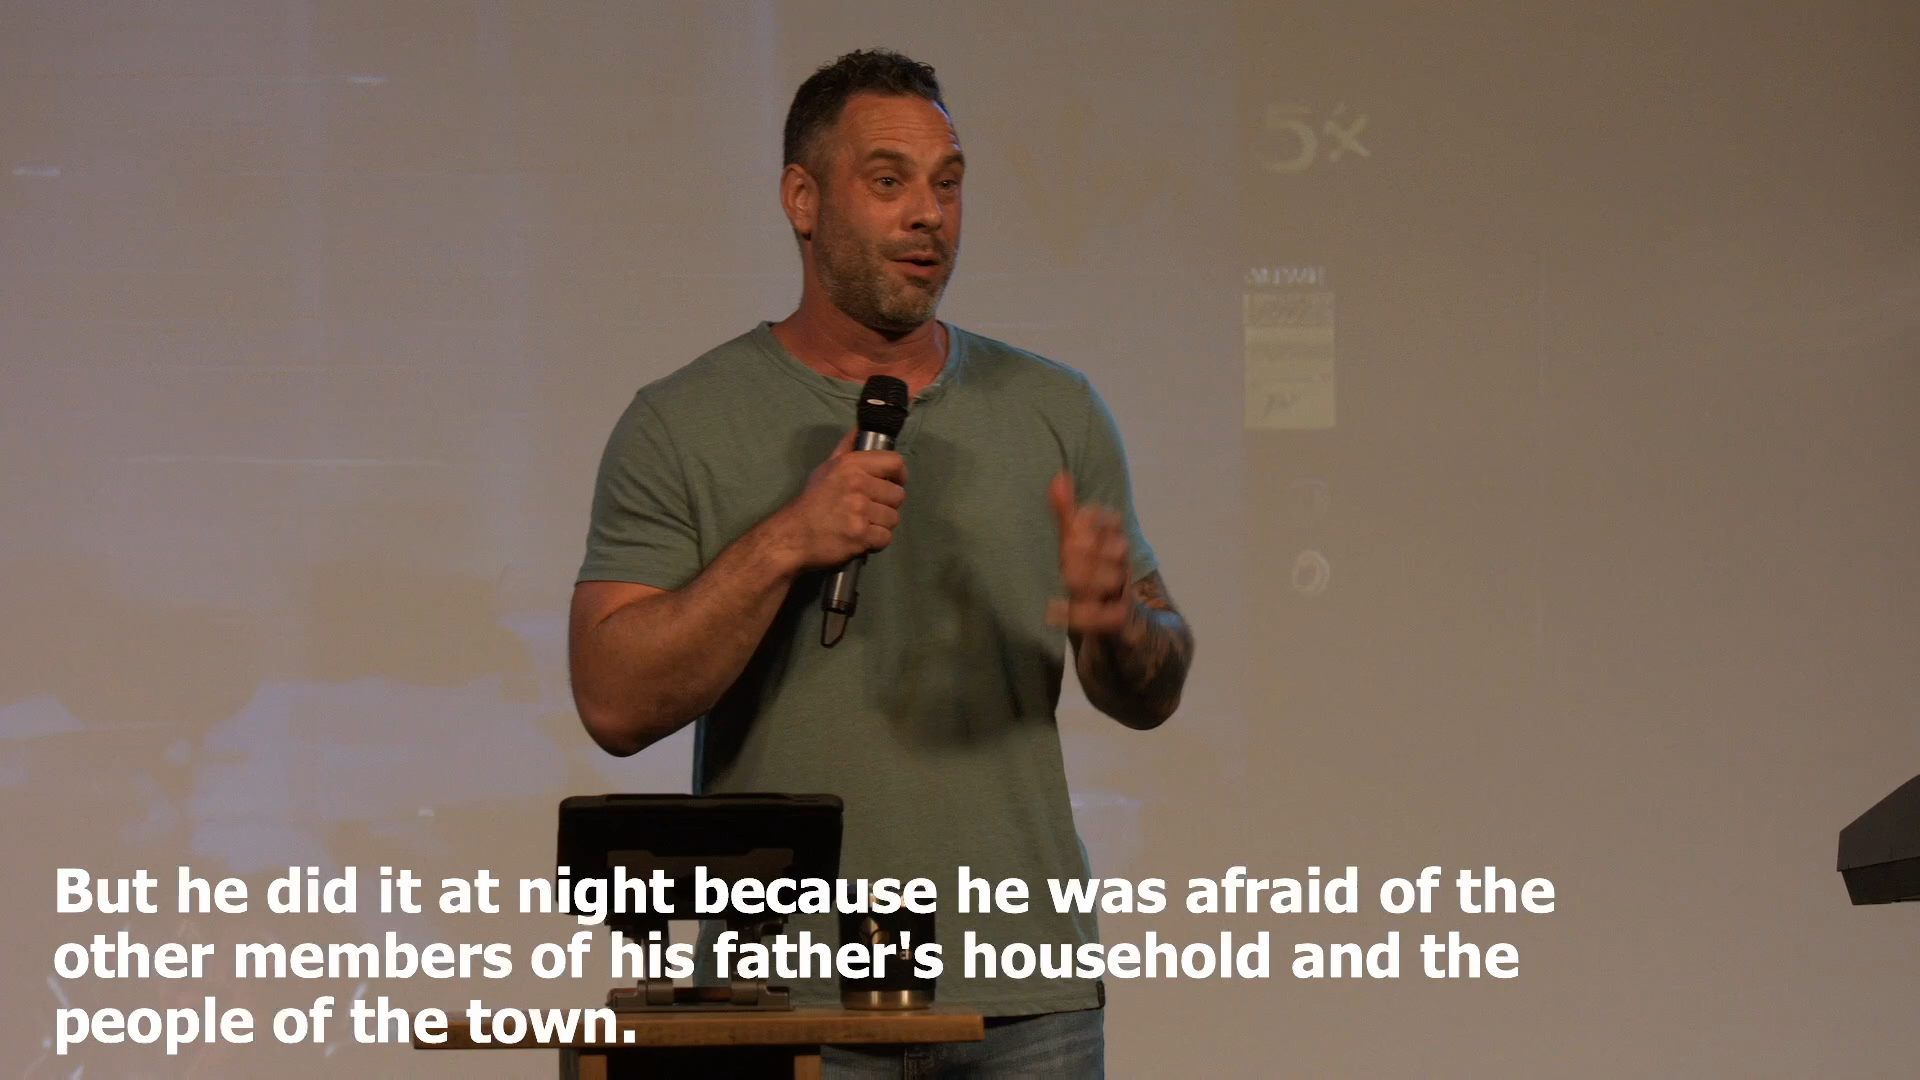 5x
But he did it at night because he was afraid of the
other members of his father's household and the
people of the town.